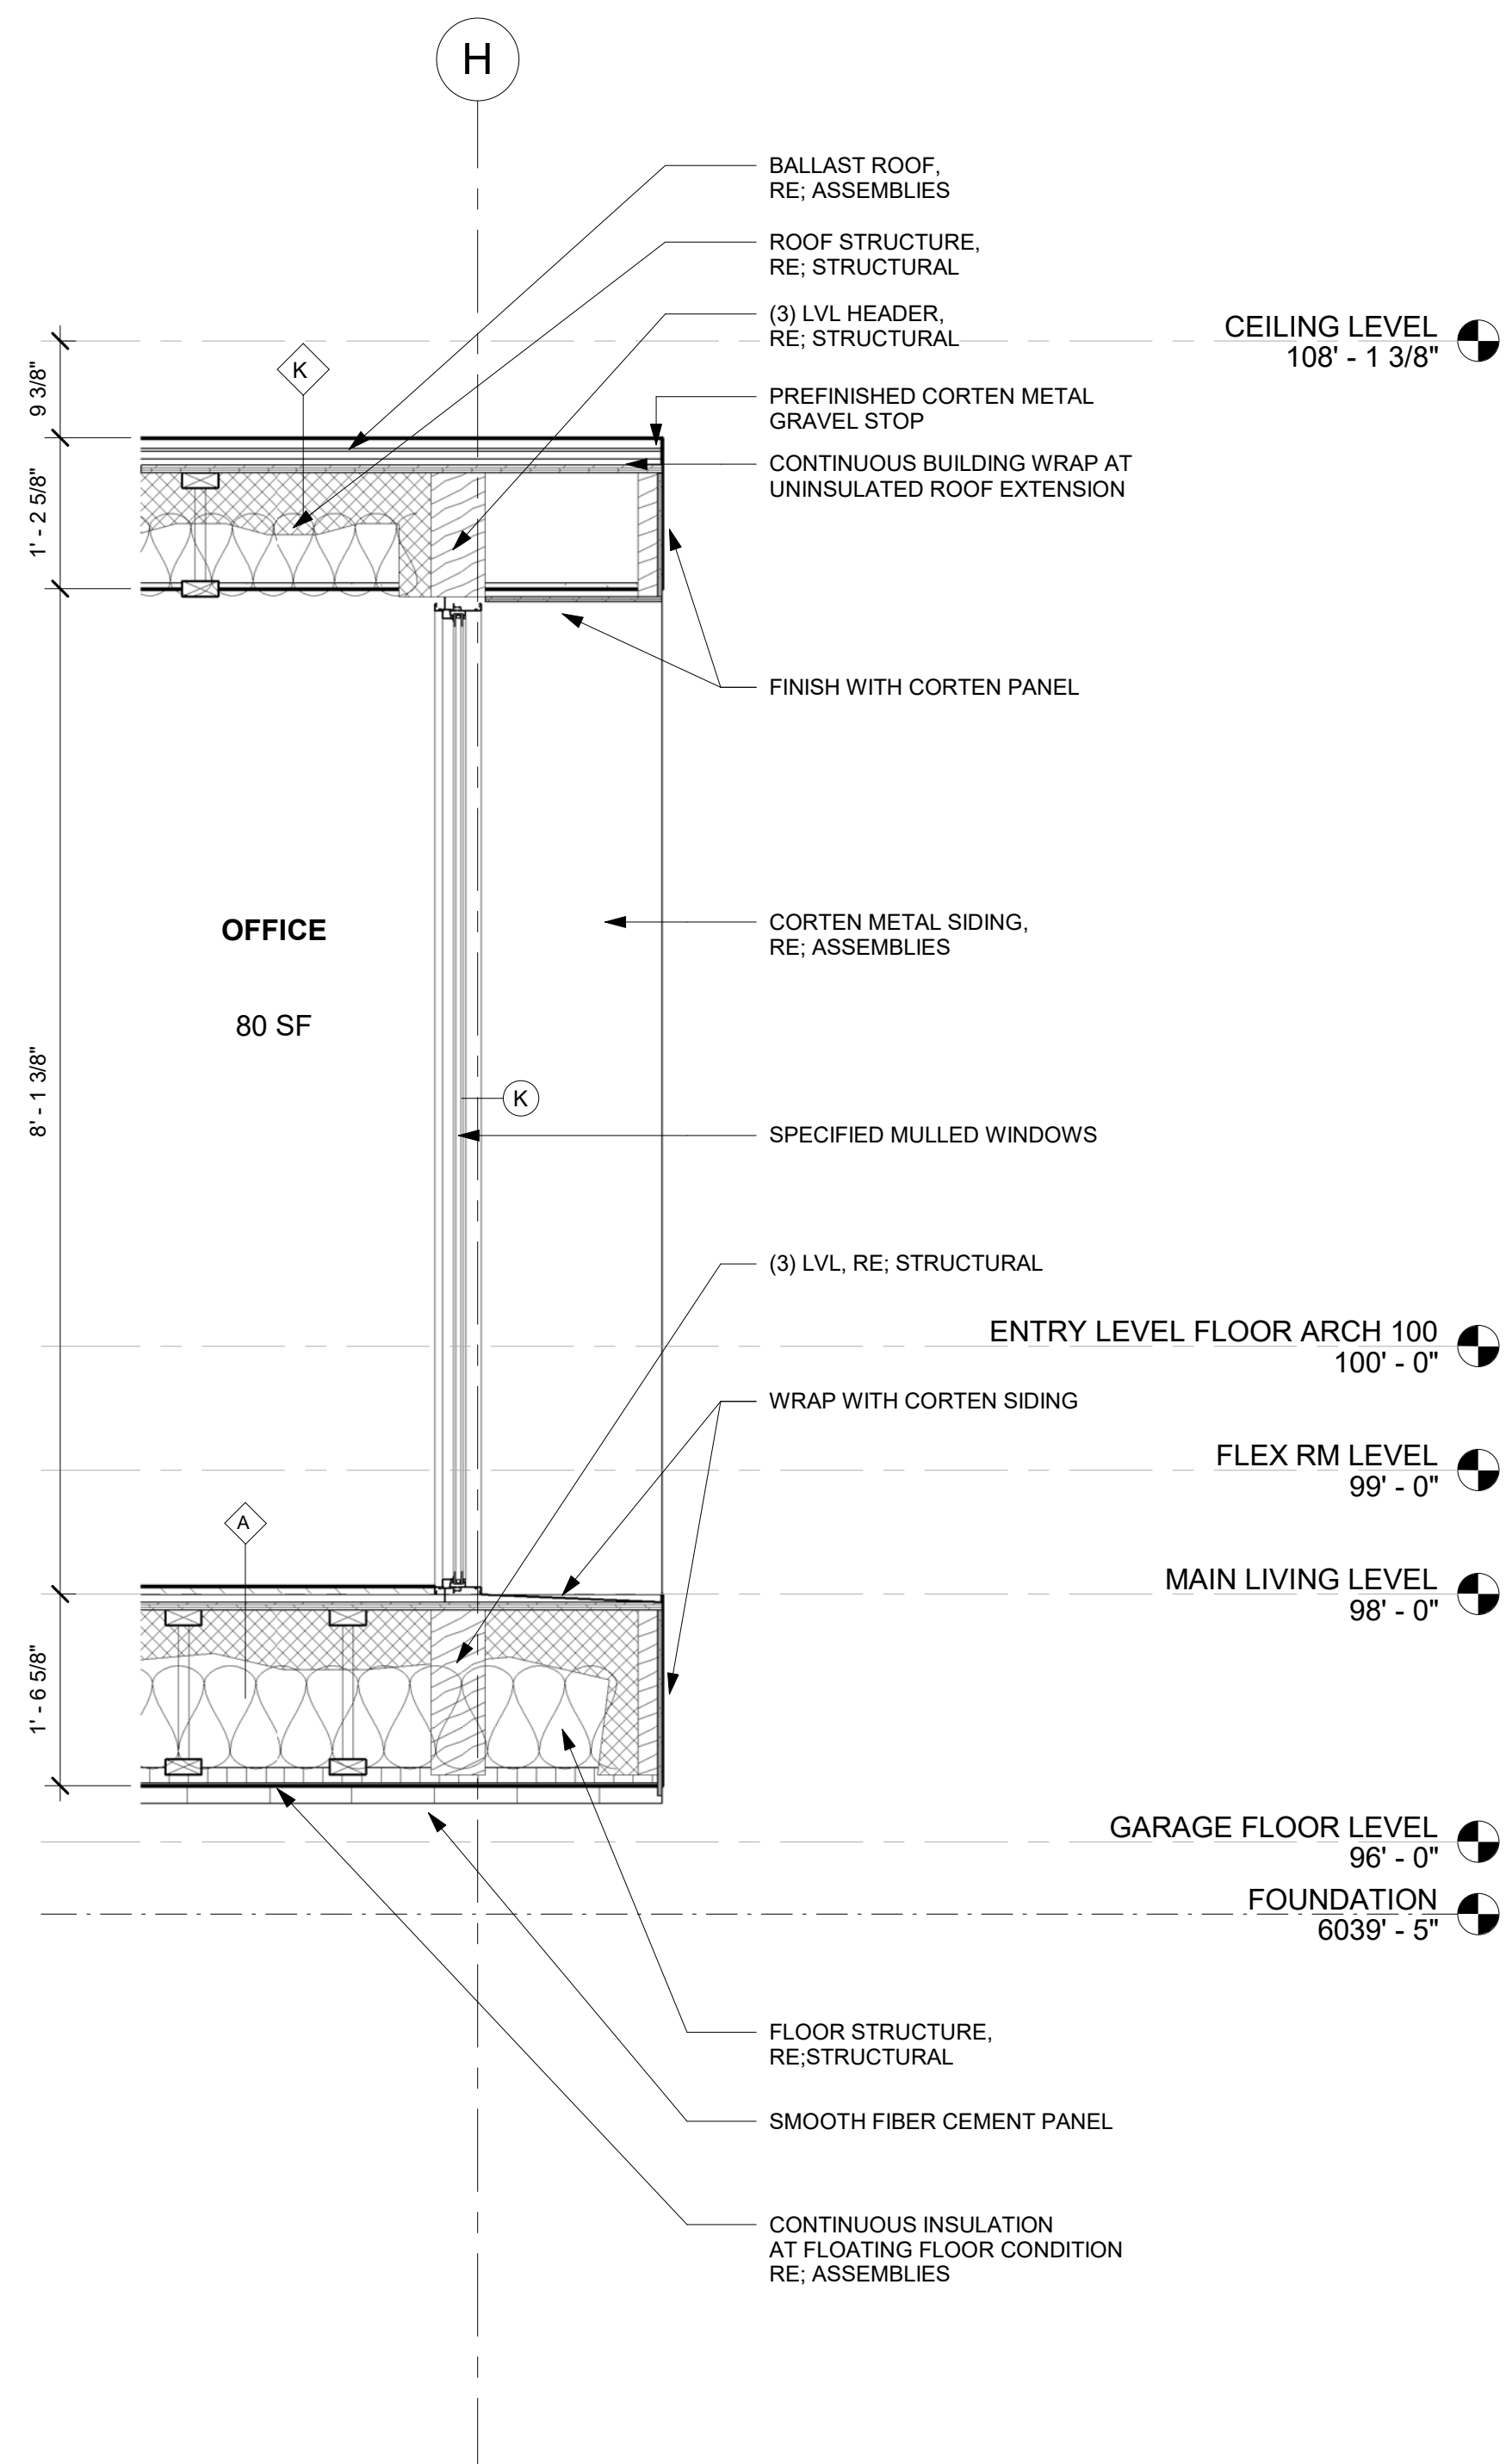 H
BALLAST ROOF,
RE; ASSEMBLIES
ROOF STRUCTURE,
RE; STRUCTURAL
(3) LVL HEADER,
RE; STRUCTURAL
CEILING LEVEL
108' - 1 3/8"
K
9 3/8"
PREFINISHED CORTEN METAL
GRAVEL STOP
CONTINUOUS BUILDING WRAP AT
UNINSULATED ROOF EXTENSION
1' - 2 5/8"
FINISH WITH CORTEN PANEL
OFFICE
80 SF
CORTEN METAL SIDING,
RE; ASSEMBLIES
8' - 1 3/8"
K
SPECIFIED MULLED WINDOWS
(3) LVL, RE; STRUCTURAL
ENTRY LEVEL FLOOR ARCH 100
100' - 0"
WRAP WITH CORTEN SIDING
FLEX RM LEVEL
99' - 0"
A
MAIN LIVING LEVEL
98' - 0"
1' - 6 5/8"
GARAGE FLOOR LEVEL
96' - 0"
FOUNDATION
6039' - 5"
FLOOR STRUCTURE,
RE;STRUCTURAL
SMOOTH FIBER CEMENT PANEL
CONTINUOUS INSULATION
AT FLOATING FLOOR CONDITION
RE; ASSEMBLIES